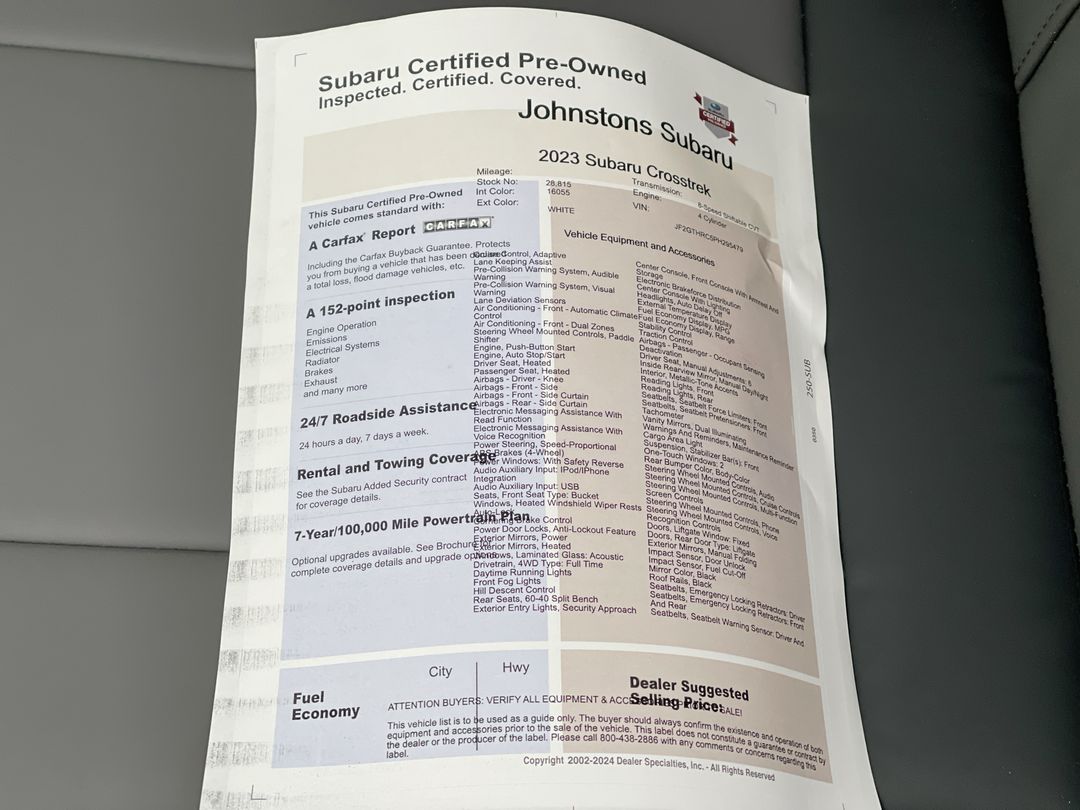 Subaru Certified Pre-Owned
Inspected. Certified. Covered.
CERTIFIED
Johnstons Subaru
2023 Subaru Crosstrek
Mileage: 28,815
Stock No: 16055
Int Color:
Ext Color: WHITE
Transmission: 8-Speed Shiftable CVT
Engine: 4 Cylinder
VIN: JF2GTHRC5PH295479
This Subaru Certified Pre-Owned
vehicle comes standard with:
A Carfax® Report CARFAX
Including the Carfax Buyback Guarantee. Protects
you from buying a vehicle that has been
a total loss, flood damage vehicles, etc.
A 152-point inspection
Engine Operation
Emissions
Electrical Systems
Radiator
Brakes
Exhaust
and many more
24/7 Roadside Assistance
24 hours a day, 7 days a week.
Rental and Towing Coverage
See the Subaru Added Security contract
for coverage details.
7-Year/100,000 Mile Powertrain Plan
Optional upgrades available. See Brochure for
complete coverage details and upgrade options.
Vehicle Equipment and Accessories
Cruise Control, Adaptive
Lane Keeping Assist
Pre-Collision Warning System, Audible
Warning
Pre-Collision Warning System, Visual
Warning
Lane Deviation Sensors
Air Conditioning - Front - Automatic Climate
Control
Air Conditioning - Front - Dual Zones
Steering Wheel Mounted Controls, Paddle
Shifter
Engine, Push-Button Start
Engine, Auto Stop/Start
Driver Seat, Heated
Passenger Seat, Heated
Airbags - Driver - Knee
Airbags - Front - Side
Airbags - Front - Side Curtain
Airbags - Rear - Side Curtain
Electronic Messaging Assistance With
Read Function
Electronic Messaging Assistance With
Voice Recognition
Power Steering, Speed-Proportional
ABS Brakes (4-Wheel)
Power Windows: With Safety Reverse
Audio Auxiliary Input: IPod/IPhone
Integration
Audio Auxiliary Input: USB
Seats, Front Seat Type: Bucket
Windows, Heated Windshield Wiper Rests
Auto-Lock
Cornering Brake Control
Power Door Locks, Anti-Lockout Feature
Exterior Mirrors, Power
Exterior Mirrors, Heated
Windows, Laminated Glass: Acoustic
Drivetrain, 4WD Type: Full Time
Daytime Running Lights
Front Fog Lights
Hill Descent Control
Rear Seats, 60-40 Split Bench
Exterior Entry Lights, Security Approach
Center Console, Front Console With Armrest And
Storage
Electronic Brakeforce Distribution
Center Console With Lighting
Headlights, Auto Delay Off
External Temperature Display
Fuel Economy Display, MPG
Fuel Economy Display, Range
Stability Control
Traction Control
Airbags - Passenger - Occupant Sensing
Deactivation
Driver Seat, Manual Adjustments: 6
Inside Rearview Mirror, Manual Day/Night
Interior, Metallic-Tone Accents
Reading Lights, Front
Reading Lights, Rear
Seatbelts, Seatbelt Force Limiters: Front
Seatbelts, Seatbelt Pretensioners: Front
Tachometer
Vanity Mirrors, Dual Illuminating
Warnings And Reminders, Maintenance Reminder
Cargo Area Light
Suspension, Stabilizer Bar(s): Front
One-Touch Windows: 2
Rear Bumper Color, Body-Color
Steering Wheel Mounted Controls, Audio
Steering Wheel Mounted Controls, Cruise Controls
Steering Wheel Mounted Controls, Multi-Function
Screen Controls
Steering Wheel Mounted Controls, Phone
Steering Wheel Mounted Controls, Voice
Recognition Controls
Doors, Liftgate Window: Fixed
Doors, Rear Door Type: Liftgate
Exterior Mirrors, Manual Folding
Impact Sensor, Door Unlock
Impact Sensor, Fuel Cut-Off
Mirror Color, Black
Roof Rails, Black
Seatbelts, Emergency Locking Retractors: Driver
Seatbelts, Emergency Locking Retractors: Front
And Rear
Seatbelts, Seatbelt Warning Sensor: Driver And
250-SUB
0350
Fuel
Economy
City
Hwy
Dealer Suggested
Selling Price:
ATTENTION BUYERS: VERIFY ALL EQUIPMENT & SALE!
This vehicle list is to be used as a guide only. The buyer should always confirm the existence and operation of both
equipment and accessories prior to the sale of the vehicle. This label does not constitute a guarantee or contract by
the dealer or the producer of the label. Please call 800-438-2886 with any comments or concerns regarding this
label.
Copyright 2002-2024 Dealer Specialties, Inc. - All Rights Reserved